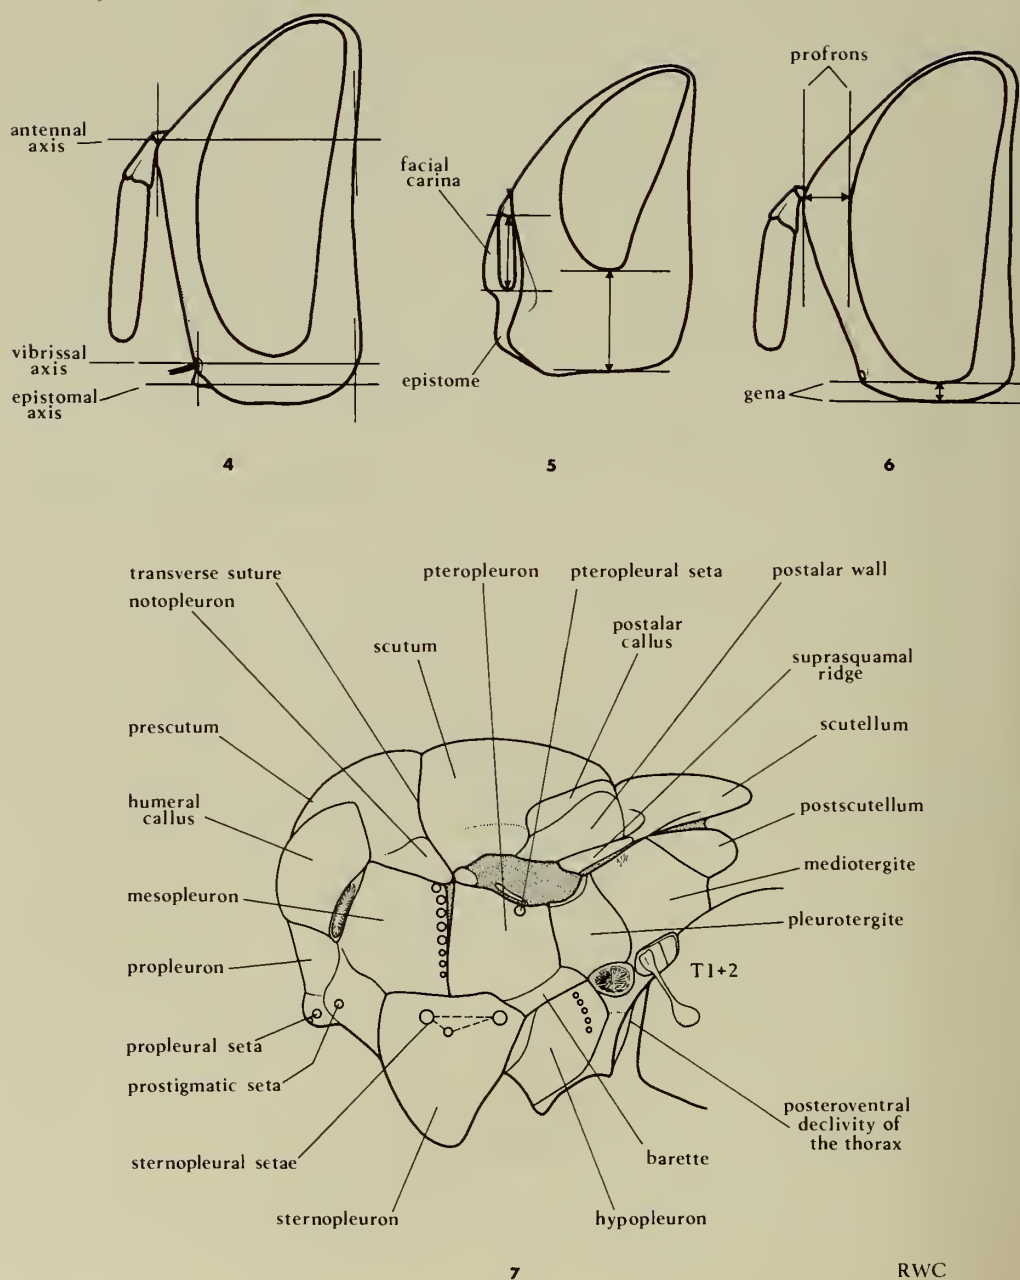 profrons
antennal
axis
facial
carina
vibrissal
axis
epistomal
axis
epistome
gena
4
5
6
transverse suture
notopleuron
pteropleuron
pteropleural seta
postalar wall
postalar
callus
scutum
suprasquamal
ridge
prescutum
scutellum
humeral
callus
postscutellum
mesopleuron
mediotergite
pleurotergite
propleuron
T1+2
propleural seta
prostigmatic seta
posteroventral
declivity of
the thorax
sternopleural setae
barette
sternopleuron
hypopleuron
7
RWC